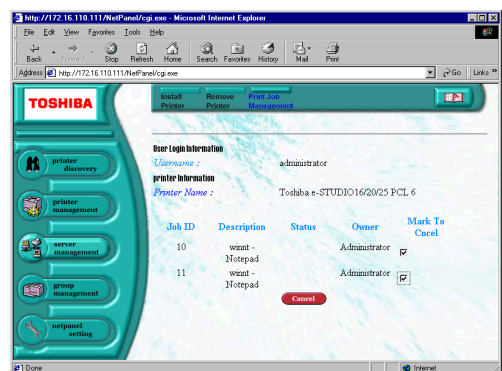 http://172.16.110.111/NetPanel/cgi.exe - Microsoft Internet Explorer
File Edit View Favorites Tools Help
Back Forward Stop Refresh Home Search Favorites History Mail Print
Address http://172.16.110.111/NetPanel/cgi.exe Go Links »
TOSHIBA
Install Printer
Remove Printer
Print Job Management
printer discovery
printer management
server management
group management
netpanel setting
User Login Information
Username : administrator
printer Information
Printer Name : Toshiba e-STUDIO16/20/25 PCL 6
Job ID Description Status Owner Mark To Cncel
10 winnt - Notepad Administrator
11 winnt - Notepad Administrator
Cancel
Done Internet